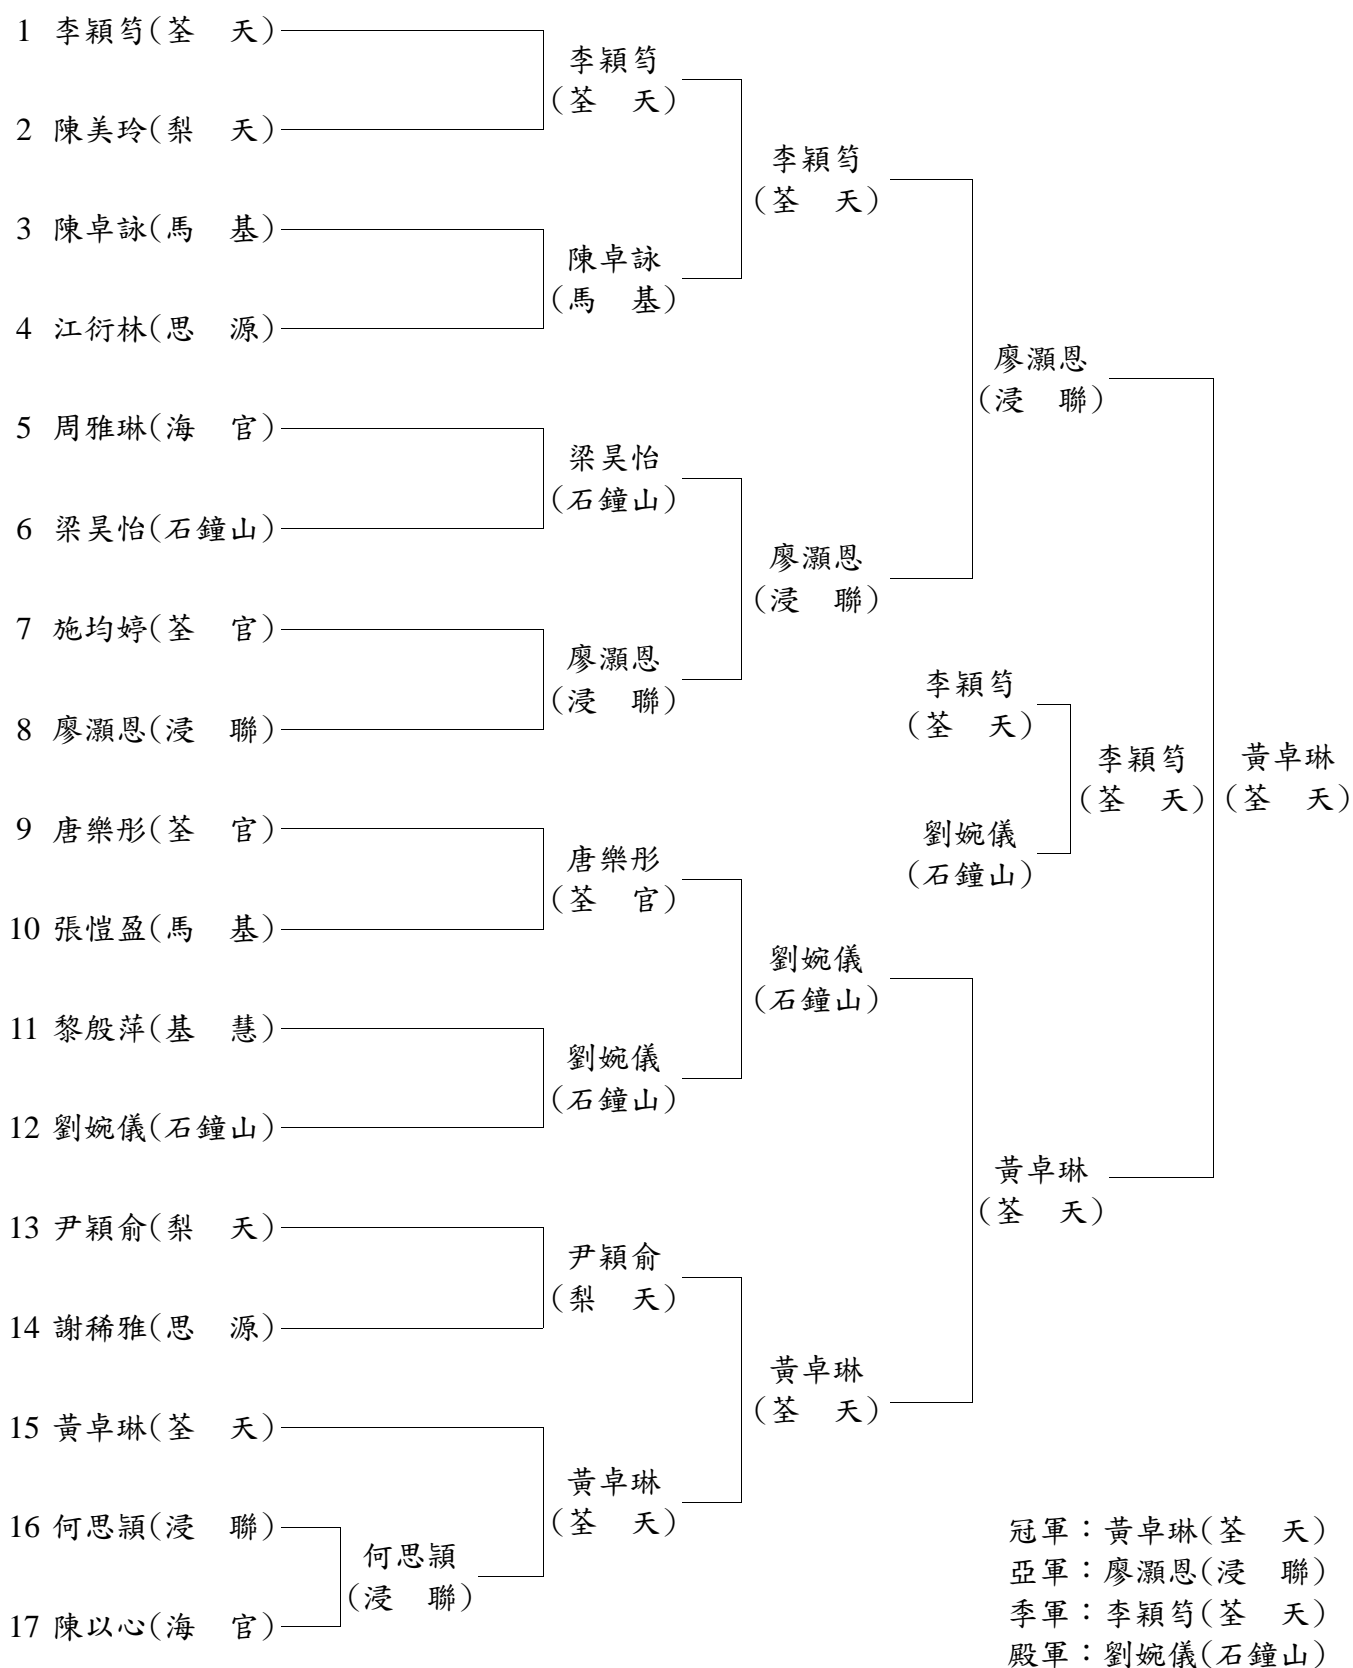 1 李穎筠(荃　天)
2 陳美玲(梨　天)
3 陳卓詠(馬　基)
4 江衍林(思　源)
5 周雅琳(海　官)
6 梁昊怡(石鐘山)
7 施均婷(荃　官)
8 廖灝恩(浸　聯)
9 唐樂彤(荃　官)
10 張愷盈(馬　基)
11 黎殷萍(基　慧)
12 劉婉儀(石鐘山)
13 尹穎俞(梨　天)
14 謝稀雅(思　源)
15 黃卓琳(荃　天)
16 何思穎(浸　聯)
17 陳以心(海　官)
何思穎
(浸　聯)
李穎筠
(荃　天)
陳卓詠
(馬　基)
梁昊怡
(石鐘山)
廖灝恩
(浸　聯)
唐樂彤
(荃　官)
劉婉儀
(石鐘山)
尹穎俞
(梨　天)
黃卓琳
(荃　天)
李穎筠
(荃　天)
廖灝恩
(浸　聯)
劉婉儀
(石鐘山)
黃卓琳
(荃　天)
廖灝恩
(浸　聯)
黃卓琳
(荃　天)
李穎筠
(荃　天)
劉婉儀
(石鐘山)
李穎筠
(荃　天)
黃卓琳
(荃　天)
冠軍：黃卓琳(荃　天)
亞軍：廖灝恩(浸　聯)
季軍：李穎筠(荃　天)
殿軍：劉婉儀(石鐘山)